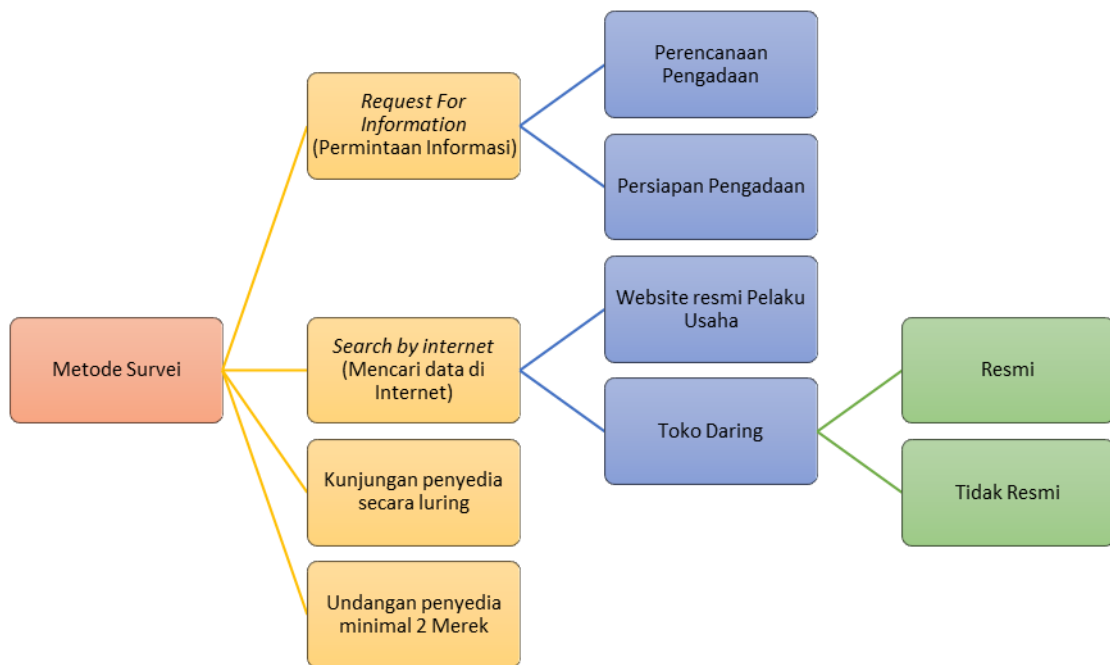 Metode Survei
Request For
Information
(Permintaan Informasi)
Perencanaan
Pengadaan
Persiapan Pengadaan
Search by internet
(Mencari data di
Internet)
Website resmi Pelaku
Usaha
Toko Daring
Resmi
Tidak Resmi
Kunjungan penyedia
secara luring
Undangan penyedia
minimal 2 Merek